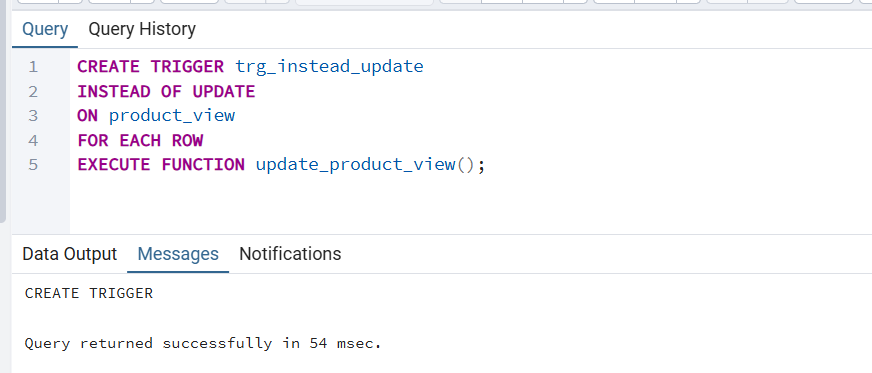 Query Query History
1 CREATE TRIGGER trg_instead_update
2 INSTEAD OF UPDATE
3 ON product_view
4 FOR EACH ROW
5 EXECUTE FUNCTION update_product_view();
Data Output Messages Notifications
CREATE TRIGGER
Query returned successfully in 54 msec.